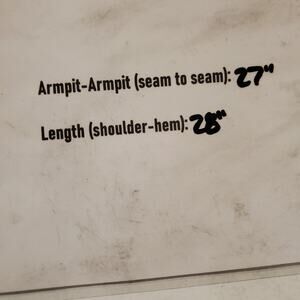 Armpit-Armpit (seam to seam): 27"
Length (shoulder-hem): 28"